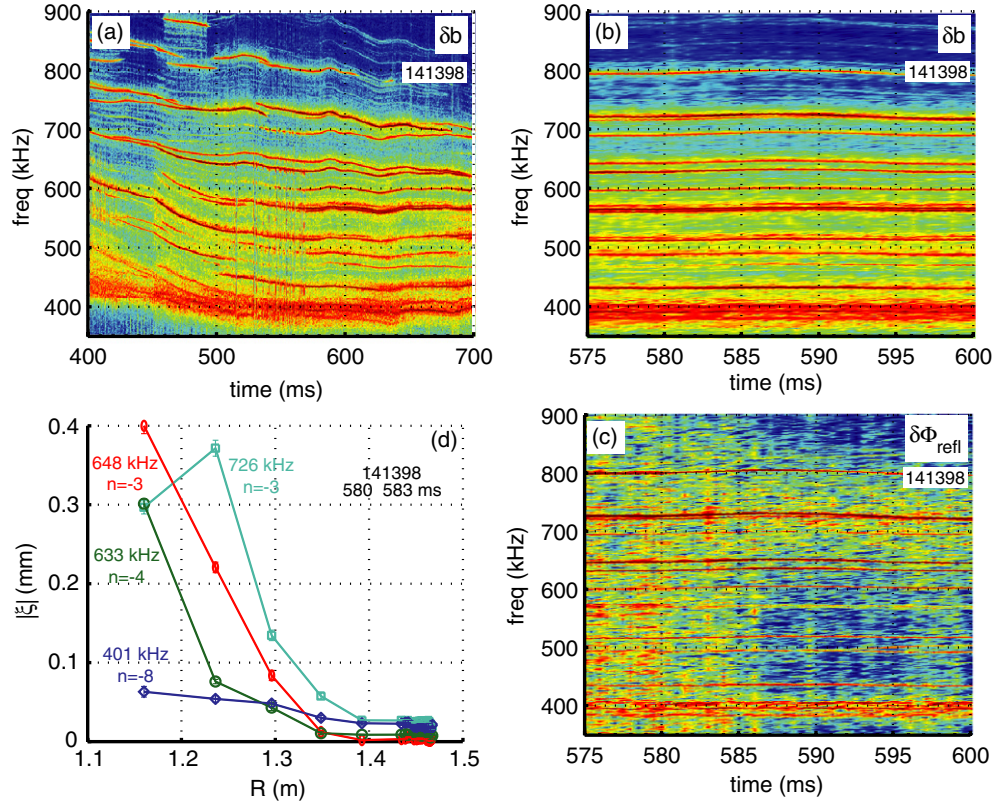 (a)
δb
141398
900
800
700
600
500
400
freq (kHz)
400
500
600
700
time (ms)
(b)
δb
141398
900
800
700
600
500
400
freq (kHz)
575
580
585
590
595
600
time (ms)
(d)
0.4
0.3
0.2
0.1
0
|ξ| (mm)
648 kHz
n=-3
726 kHz
n=-3
141398
580 583 ms
633 kHz
n=-4
401 kHz
n=-8
1
1.1
1.2
1.3
1.4
1.5
R (m)
(c)
δΦrefl
141398
900
800
700
600
500
400
freq (kHz)
575
580
585
590
595
600
time (ms)